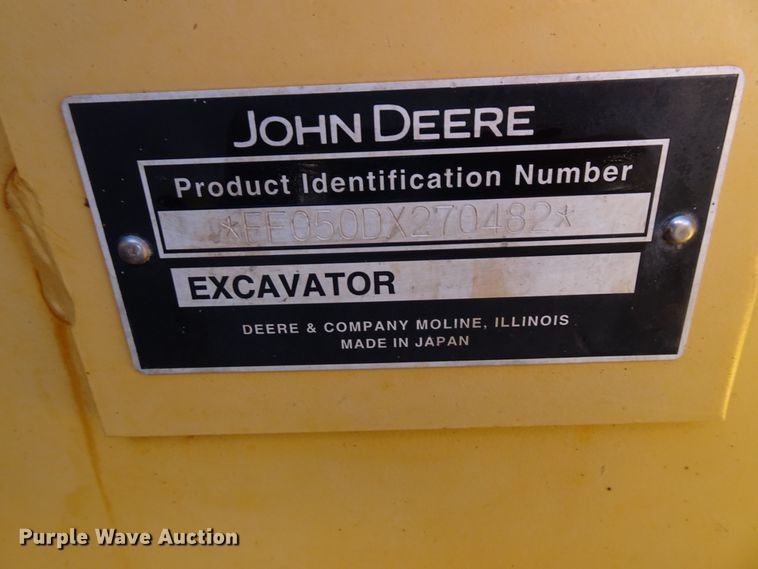 JOHN DEERE
Product Identification Number
*FF050DX270482*
EXCAVATOR
DEERE & COMPANY MOLINE, ILLINOIS
MADE IN JAPAN
Purple Wave Auction